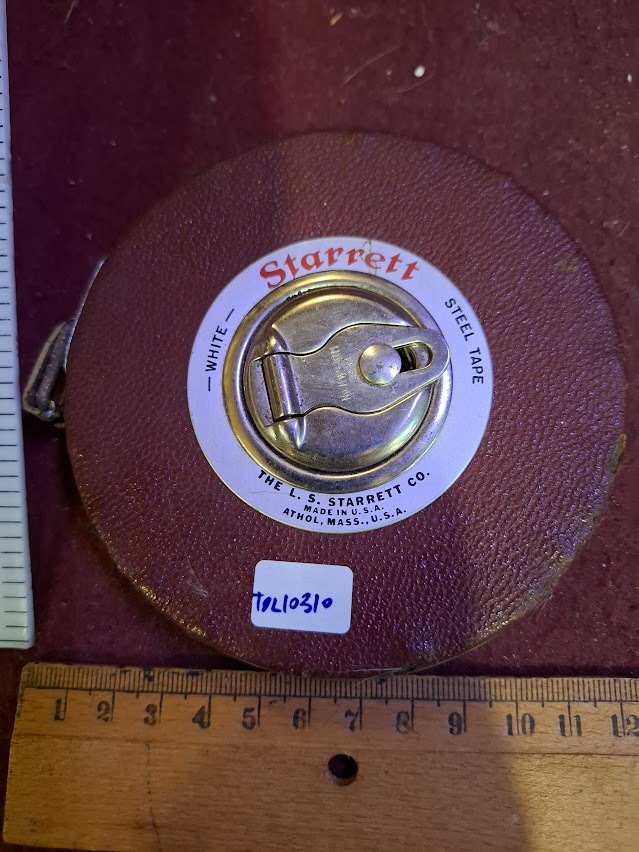 Starrett
— WHITE —
STEEL TAPE
THE L. S. STARRETT CO.
MADE IN U.S.A.
ATHOL, MASS., U.S.A.
TOL10310
1 2 3 4 5 6 7 8 9 10 11 12